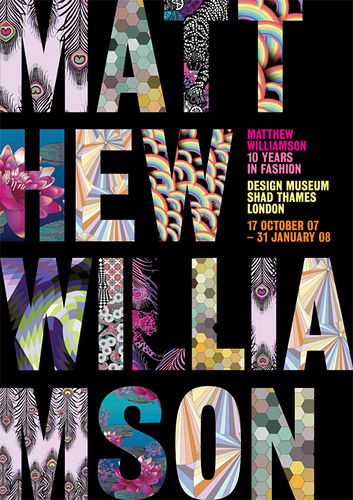 MATT
HEW
MATTHEW
WILLIAMSON
10 YEARS
IN FASHION
DESIGN MUSEUM
SHAD THAMES
LONDON
17 OCTOBER 07
– 31 JANUARY 08
WILLIA
MSON